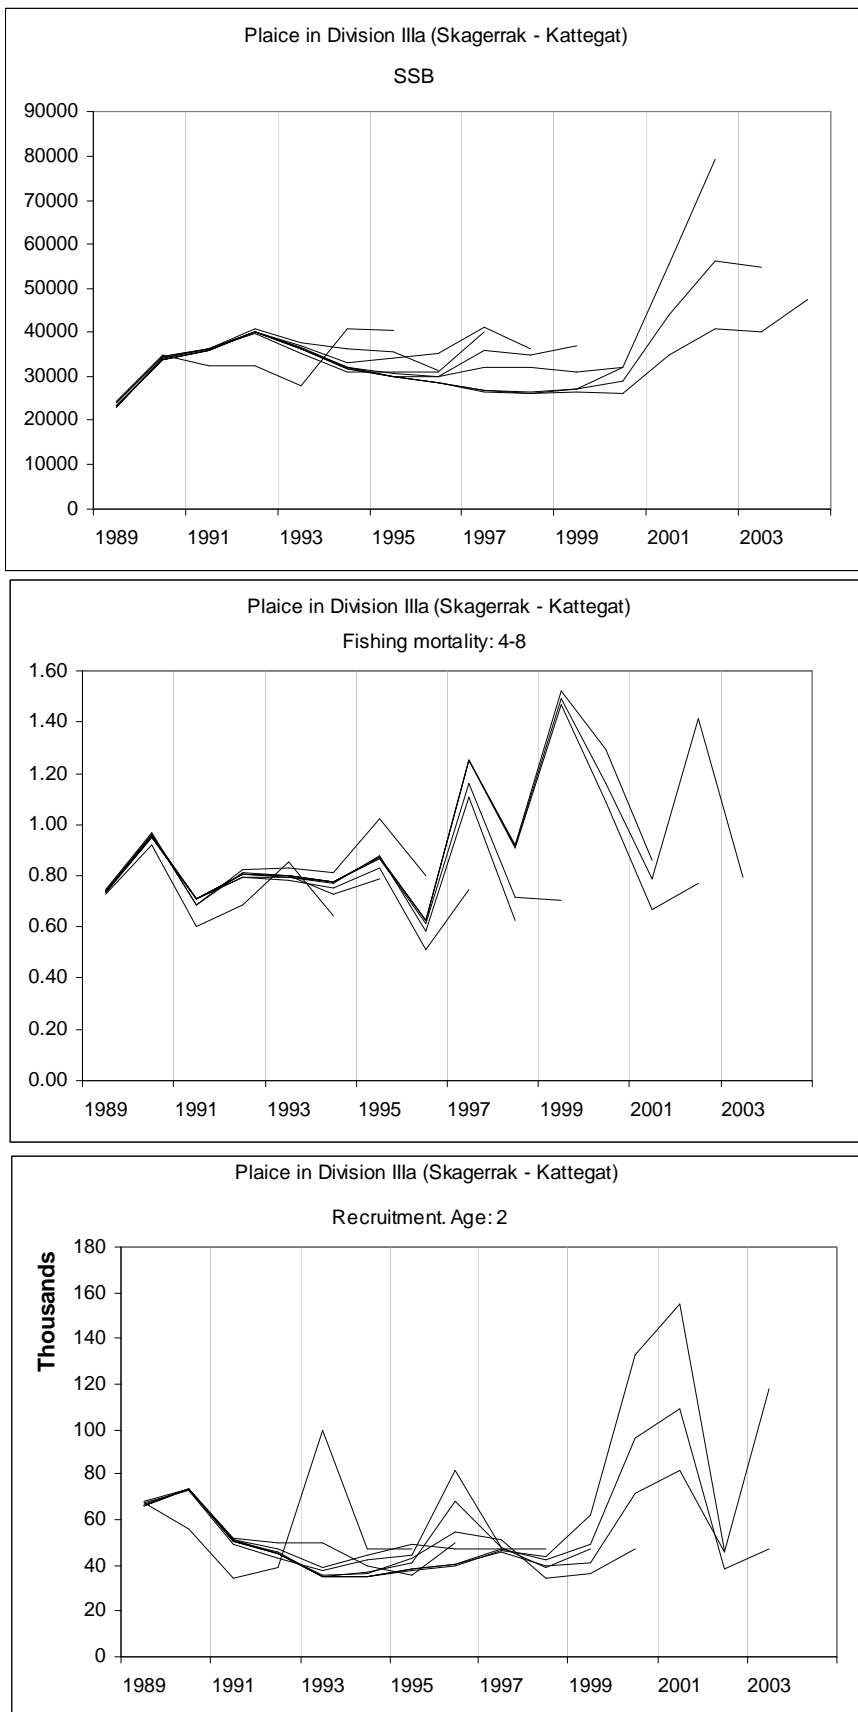 Plaice in Division IIIa (Skagerrak - Kattegat)
SSB
90000
80000
70000
60000
50000
40000
30000
20000
10000
0
1989 1991 1993 1995 1997 1999 2001 2003
Plaice in Division IIIa (Skagerrak - Kattegat)
Fishing mortality: 4-8
1.60
1.40
1.20
1.00
0.80
0.60
0.40
0.20
0.00
1989 1991 1993 1995 1997 1999 2001 2003
Plaice in Division IIIa (Skagerrak - Kattegat)
Recruitment. Age: 2
Thousands
180
160
140
120
100
80
60
40
20
0
1989 1991 1993 1995 1997 1999 2001 2003